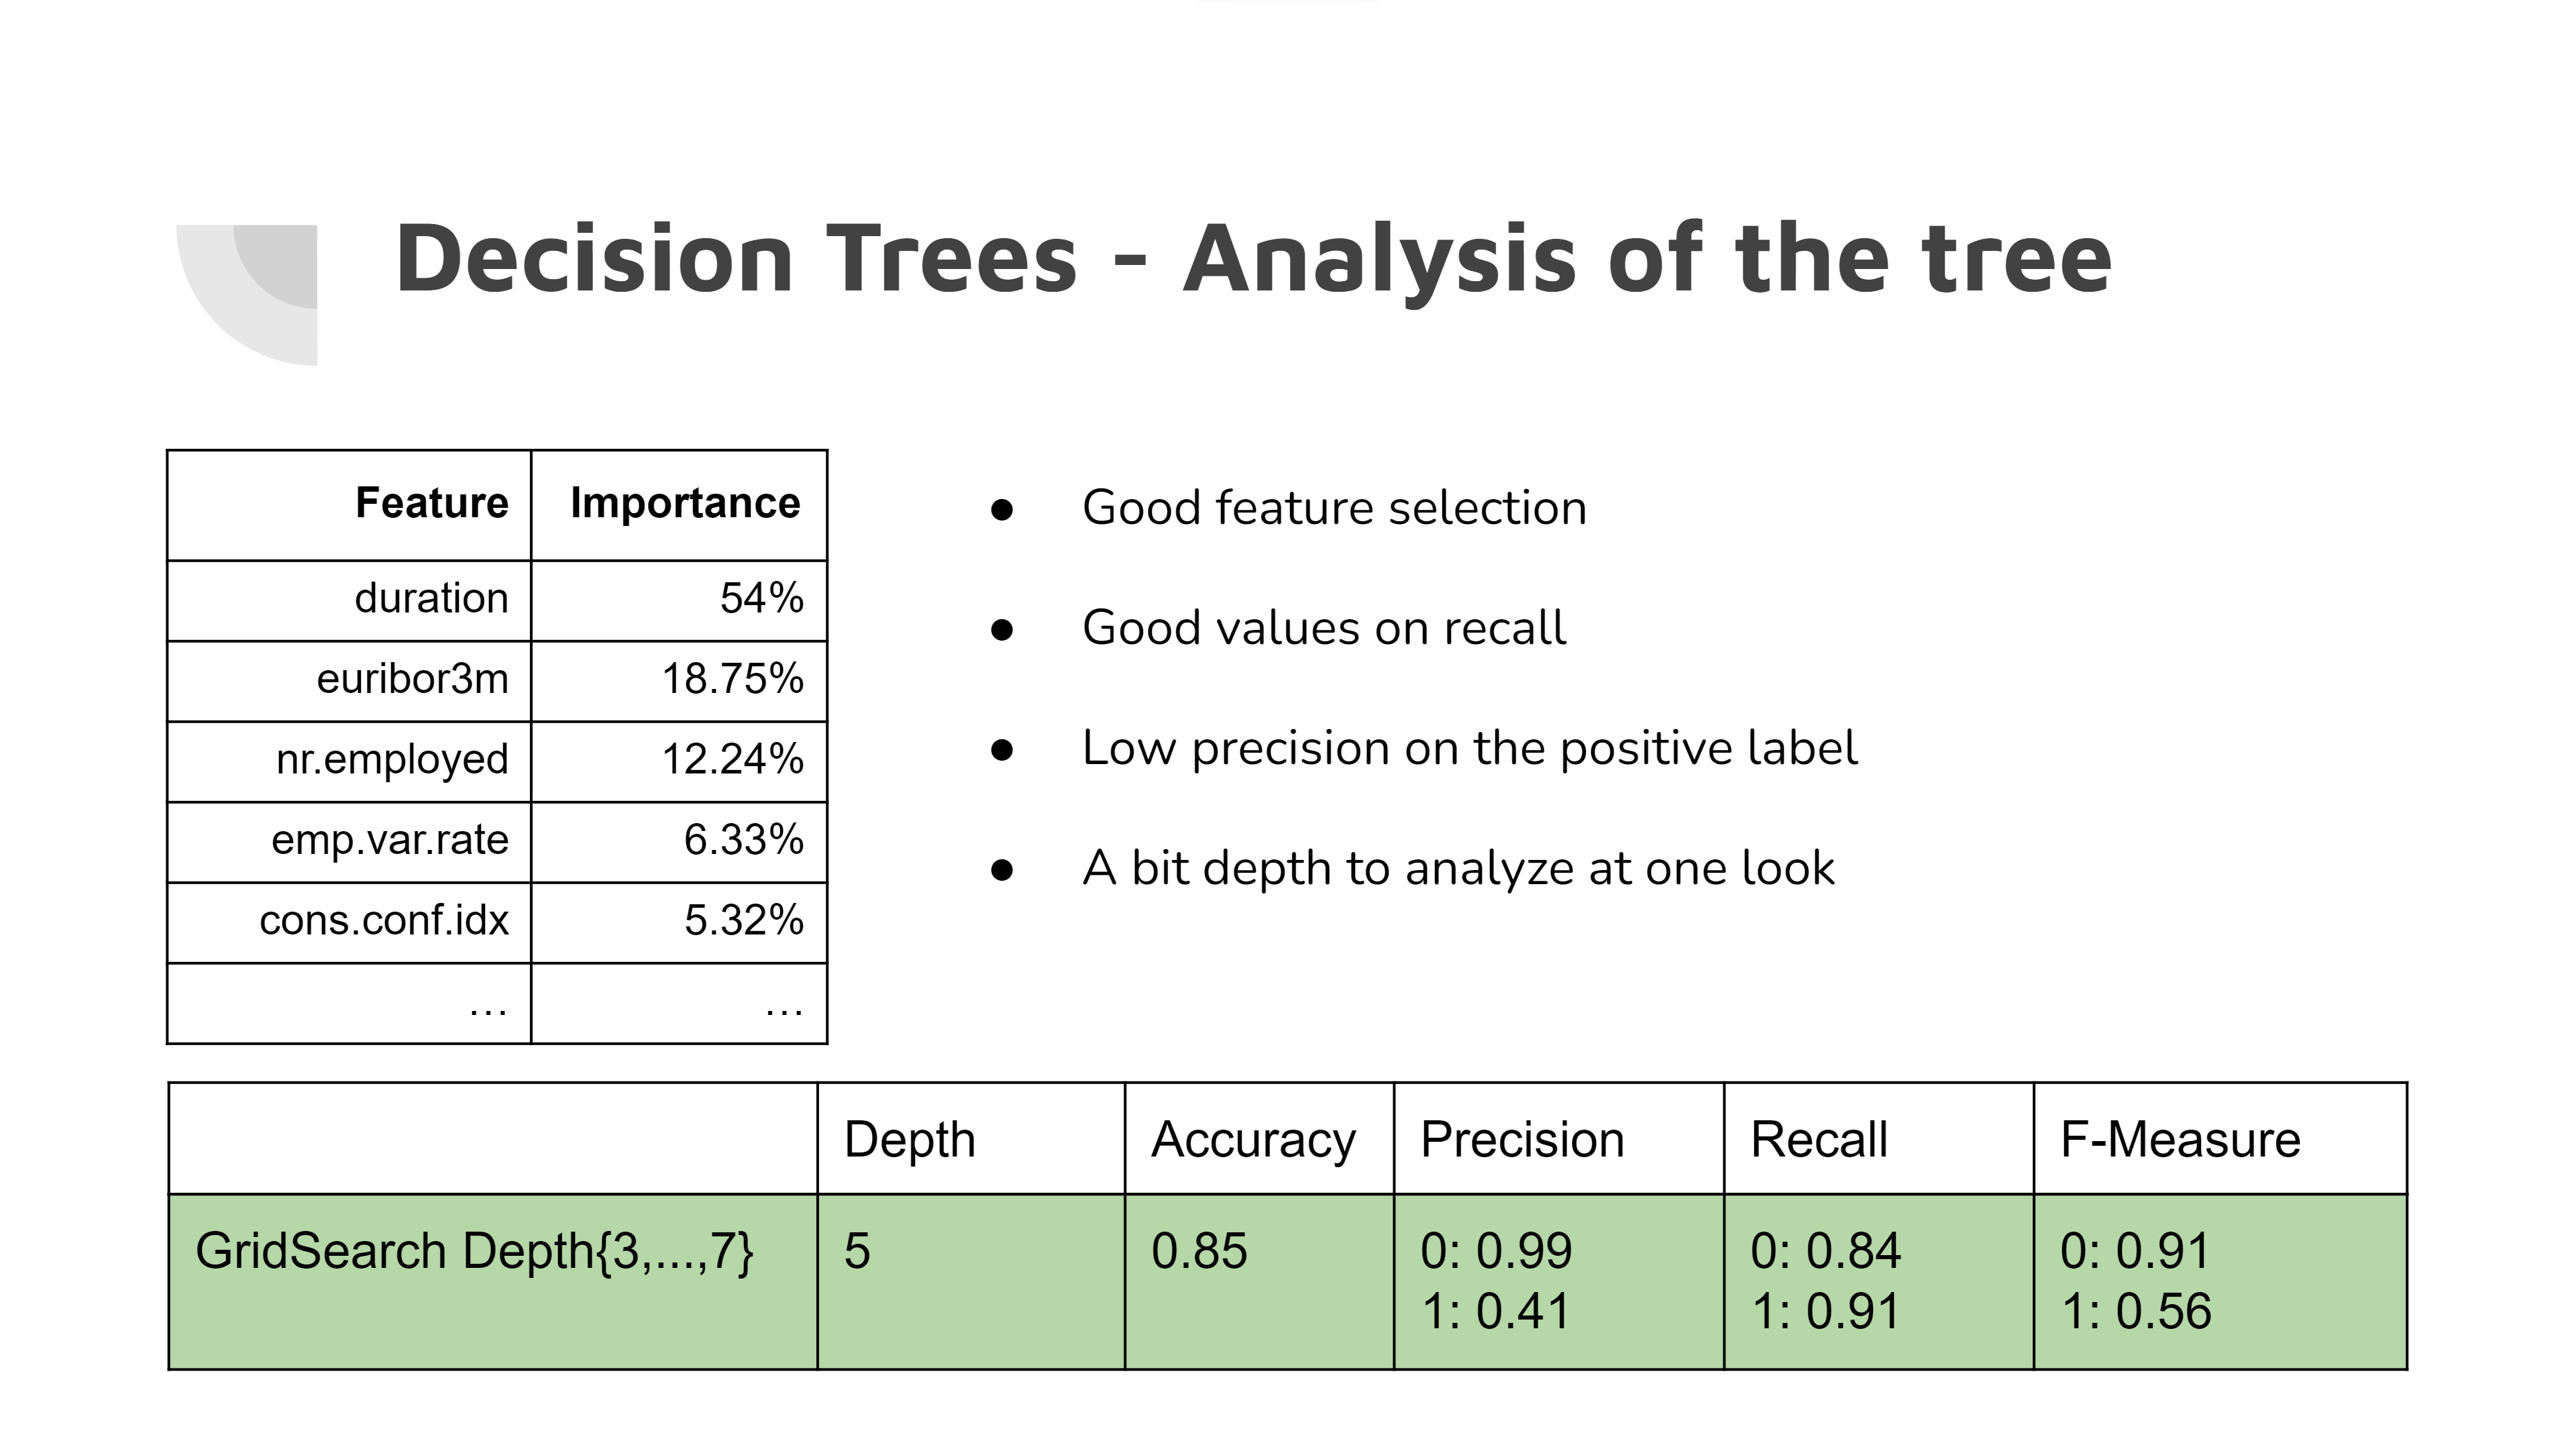 Decision Trees - Analysis of the tree
Feature Importance
duration 54%
euribor3m 18.75%
nr.employed 12.24%
emp.var.rate 6.33%
cons.conf.idx 5.32%
... ...
● Good feature selection
● Good values on recall
● Low precision on the positive label
● A bit depth to analyze at one look
Depth Accuracy Precision Recall F-Measure
GridSearch Depth{3,...,7} 5 0.85 0: 0.99 0: 0.84 0: 0.91
1: 0.41 1: 0.91 1: 0.56